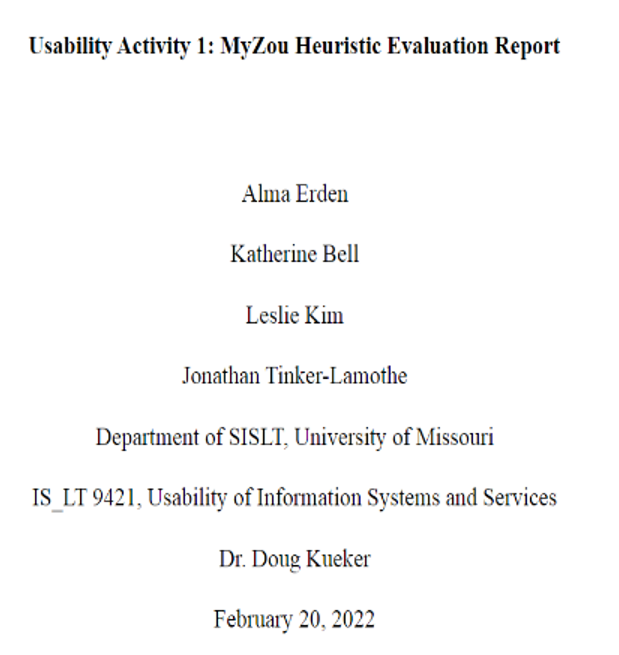 Usability Activity 1: MyZou Heuristic Evaluation Report
Alma Erden
Katherine Bell
Leslie Kim
Jonathan Tinker-Lamothe
Department of SISLT, University of Missouri
IS_LT 9421, Usability of Information Systems and Services
Dr. Doug Kueker
February 20, 2022